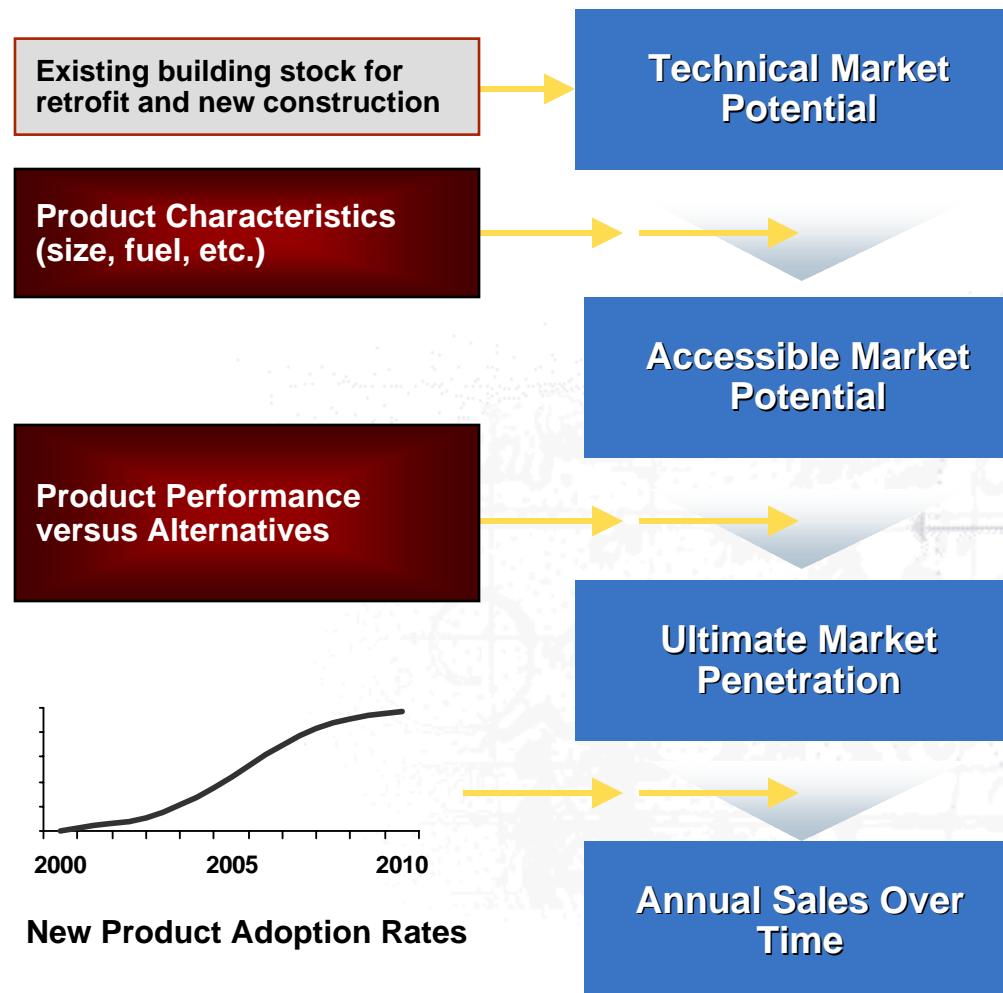 Existing building stock for
retrofit and new construction
Technical Market
Potential
Product Characteristics
(size, fuel, etc.)
Accessible Market
Potential
Product Performance
versus Alternatives
Ultimate Market
Penetration
2000
2005
2010
New Product Adoption Rates
Annual Sales Over
Time